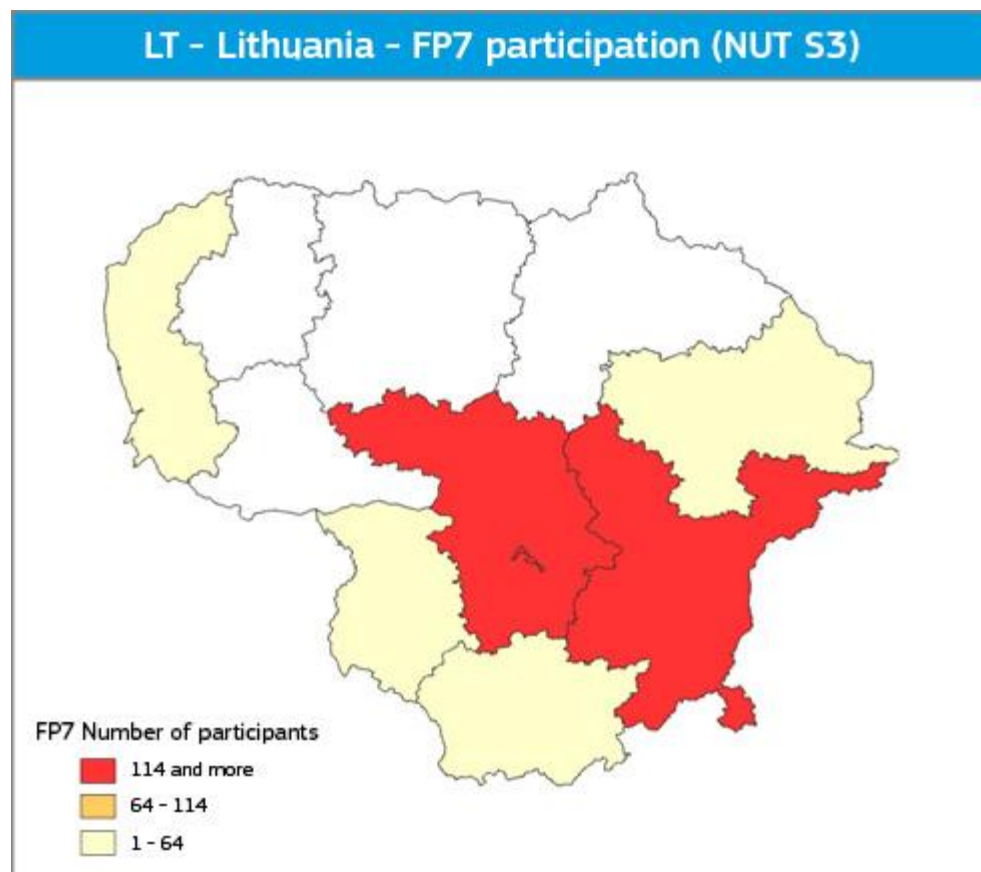 LT - Lithuania - FP7 participation (NUT S3)
FP7 Number of participants
114 and more
64 - 114
1 - 64